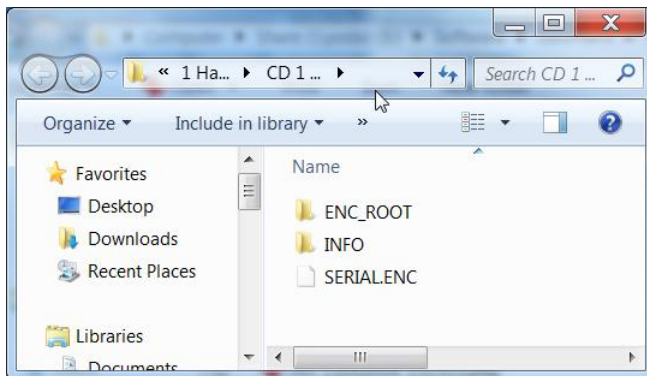 « 1 Ha... ▸ CD 1 ... ▸
Search CD 1 ...
Organize
Include in library
»
Favorites
Desktop
Downloads
Recent Places
Libraries
Documents
Name
ENC_ROOT
INFO
SERIAL.ENC